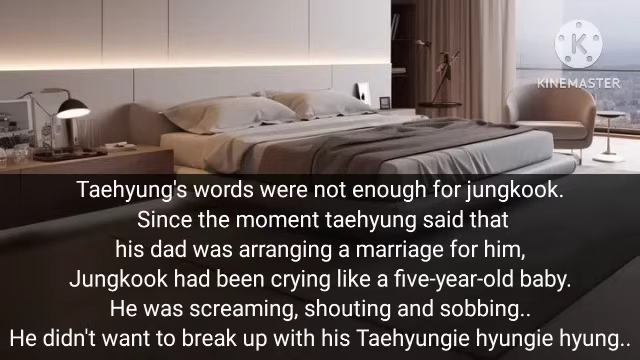 K
KINEMASTER
Taehyung's words were not enough for jungkook.
Since the moment taehyung said that
his dad was arranging a marriage for him,
Jungkook had been crying like a five-year-old baby.
He was screaming, shouting and sobbing..
He didn't want to break up with his Taehyungie hyungie hyung..